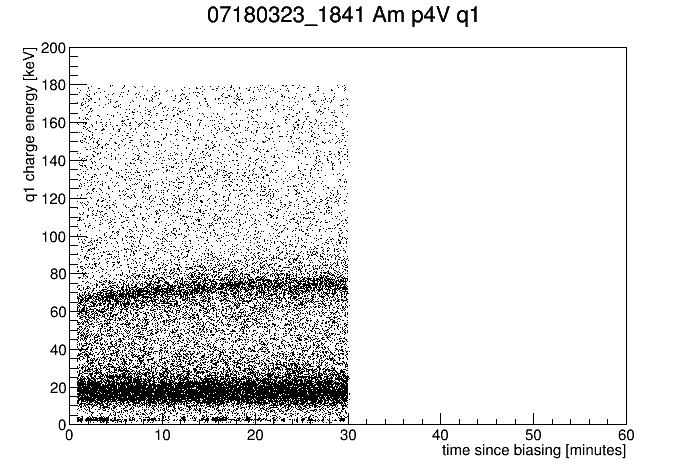 07180323_1841 Am p4V q1
q1 charge energy [keV]
200
180
160
140
120
100
80
60
40
20
0
0 10 20 30 40 50 60
time since biasing [minutes]